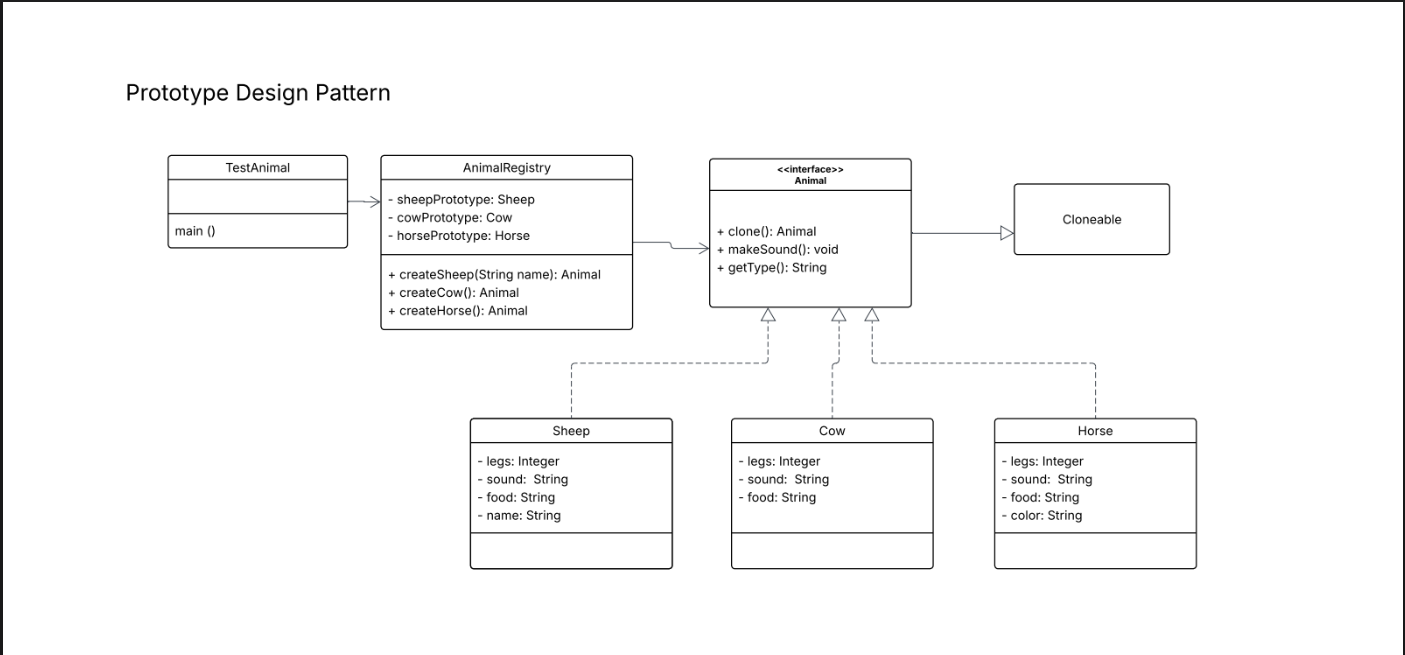 Prototype Design Pattern
TestAnimal
main ()
AnimalRegistry
- sheepPrototype: Sheep
- cowPrototype: Cow
- horsePrototype: Horse
+ createSheep(String name): Animal
+ createCow(): Animal
+ createHorse(): Animal
<<interface>>
Animal
+ clone(): Animal
+ makeSound(): void
+ getType(): String
Cloneable
Sheep
- legs: Integer
- sound:  String
- food: String
- name: String
Cow
- legs: Integer
- sound:  String
- food: String
Horse
- legs: Integer
- sound:  String
- food: String
- color: String